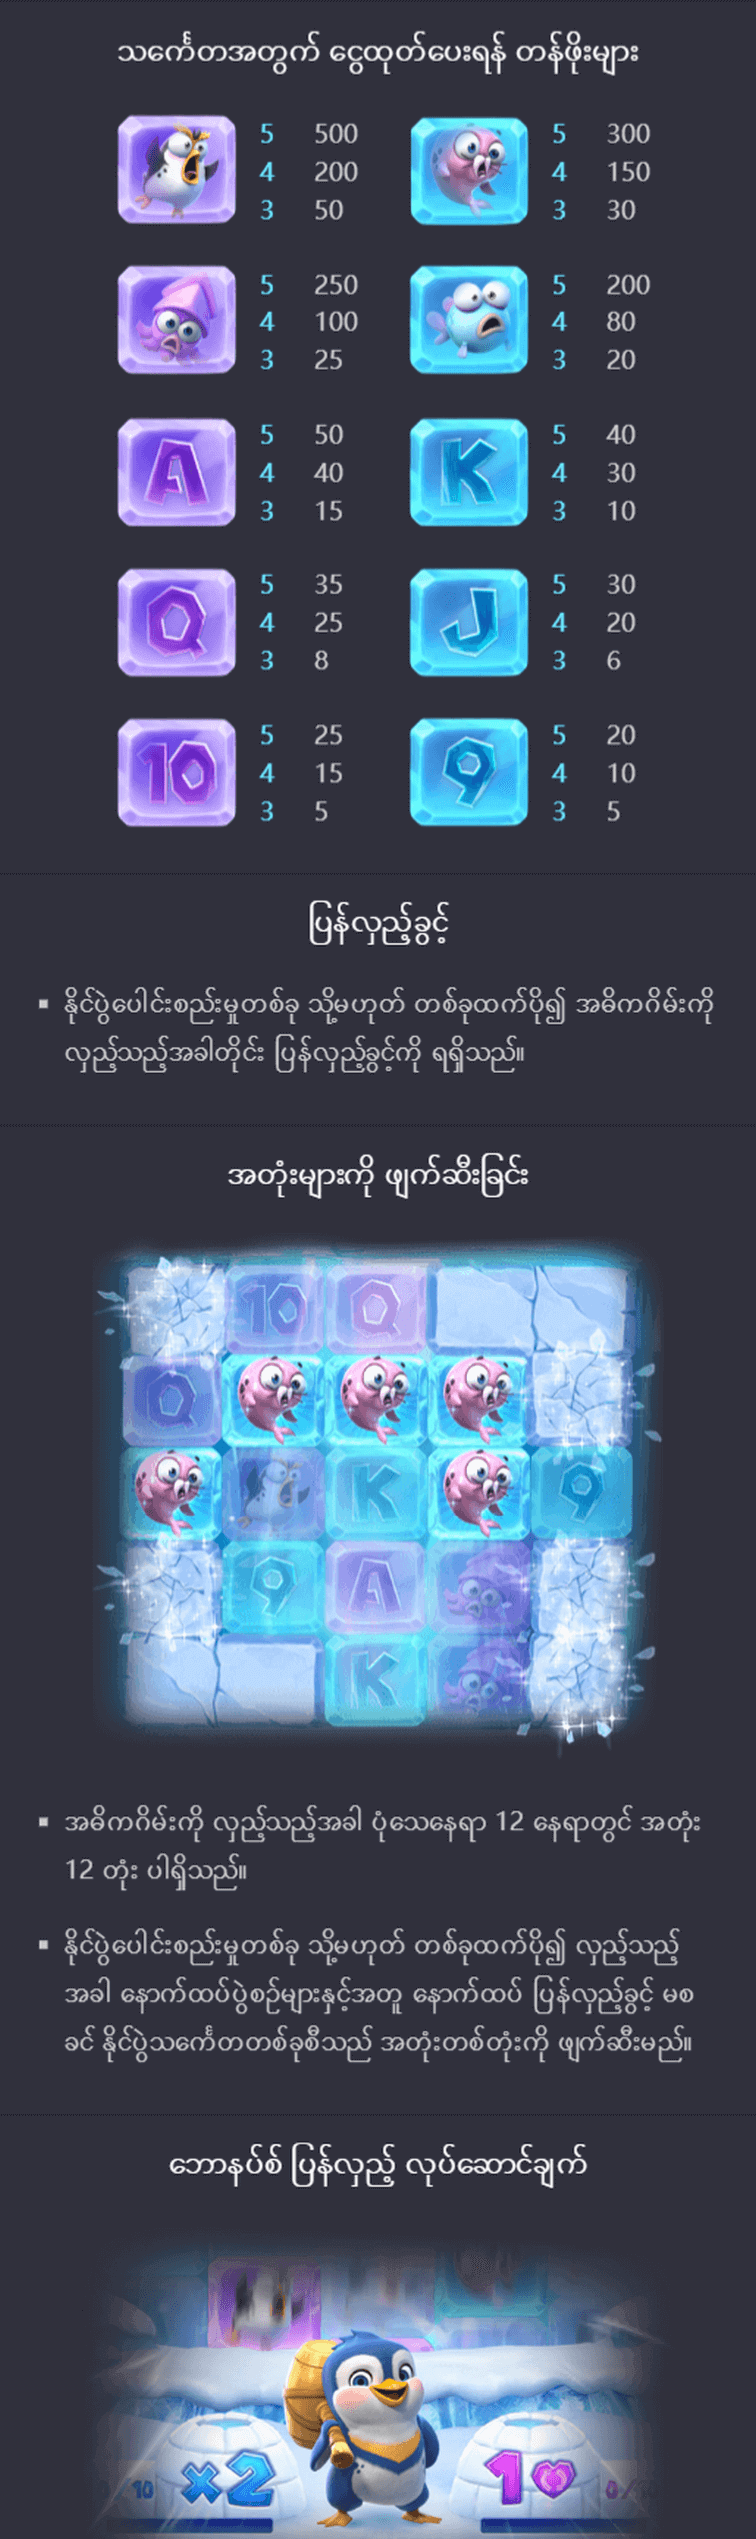 သင်္ကေတအတွက် ငွေထုတ်ပေးရန် တန်ဖိုးများ
5 500 5 300
4 200 4 150
3 50 3 30
5 250 5 200
4 100 4 80
3 25 3 20
A 5 50 K 5 40
4 40 4 30
3 15 3 10
Q 5 35 J 5 30
4 25 4 20
3 8 3 6
10 5 25 9 5 20
4 15 4 10
3 5 3 5
ပြန်လှည့်ခွင့်
▪ နိုင်ပွဲပေါင်းစည်းမှုတစ်ခု သို့မဟုတ် တစ်ခုထက်ပို၍ အဓိကဂိမ်းကို
လှည့်သည့်အခါတိုင်း ပြန်လှည့်ခွင့်ကို ရရှိသည်။
အတုံးများကို ဖျက်ဆီးခြင်း
10 Q
Q
K 9
9 A
K
▪ အဓိကဂိမ်းကို လှည့်သည့်အခါ ပုံသေနေရာ 12 နေရာတွင် အတုံး
12 တုံး ပါရှိသည်။
▪ နိုင်ပွဲပေါင်းစည်းမှုတစ်ခု သို့မဟုတ် တစ်ခုထက်ပို၍ လှည့်သည့်
အခါ နောက်ထပ်ပွဲစဉ်များနှင့်အတူ နောက်ထပ် ပြန်လှည့်ခွင့် မစ
ခင် နိုင်ပွဲသင်္ကေတတစ်ခုစီသည် အတုံးတစ်တုံးကို ဖျက်ဆီးမည်။
ဘောနပ်စ် ပြန်လှည့် လုပ်ဆောင်ချက်
10 x2 1